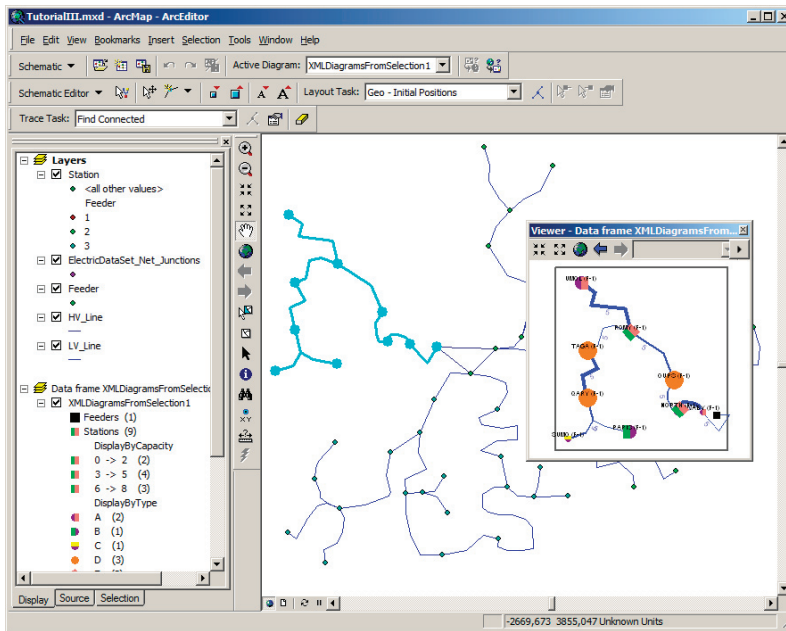 TutorialIII.mxd - ArcMap - ArcEditor
File Edit View Bookmarks Insert Selection Tools Window Help
Schematic Active Diagram: XMLDiagramsFromSelection1
Schematic Editor Layout Task: Geo - Initial Positions
Trace Task: Find Connected
Layers
Station
<all other values>
Feeder
1
2
3
ElectricDataSet_Net_Junctions
Feeder
HV_Line
LV_Line
Data frame XMLDiagramsFromSelectio
XMLDiagramsFromSelection1
Feeders (1)
Stations (9)
DisplayByCapacity
0 -> 2 (2)
3 -> 5 (4)
6 -> 8 (3)
DisplayByType
A (2)
B (1)
C (1)
D (3)
Display Source Selection
XY
Viewer - Data frame XMLDiagramsFrom...
TAGA (F-1)
-2669,673 3855,047 Unknown Units